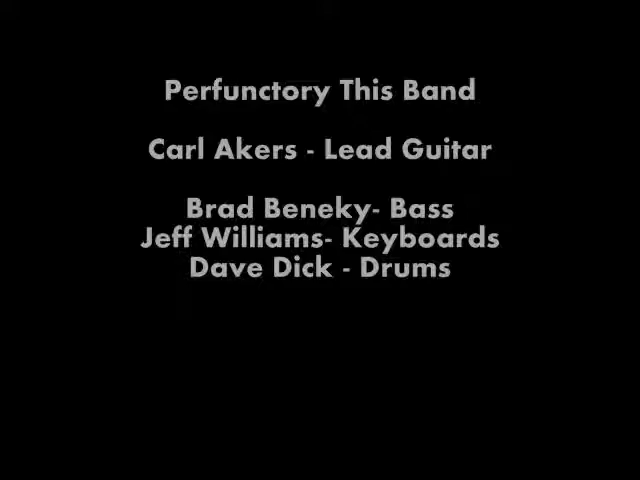 Perfunctory This Band
Carl Akers - Lead Guitar
Brad Beneky- Bass
Jeff Williams- Keyboards
Dave Dick - Drums